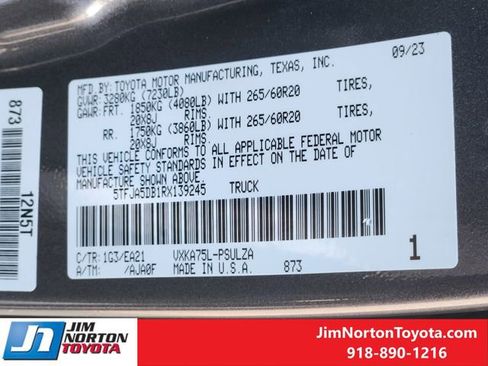 09/23
MFD.BY:TOYOTA MOTOR MANUFACTURING, TEXAS, INC.
GVWR: 3280KG (7230LB)
GAWR: FRT. 1850KG (4080LB) WITH 265/60R20 TIRES,
20X8J RIMS,
RR. 1750KG (3860LB) WITH 265/60R20 TIRES,
20X8J RIMS,
THIS VEHICLE CONFORMS TO ALL APPLICABLE FEDERAL MOTOR
VEHICLE SAFETY STANDARDS IN EFFECT ON THE DATE OF
MANUFACTURE SHOWN ABOVE.
5TFJA5DB1RX139245 TRUCK
C/TR: 1G3/EA21 VXKA75L-PSULZA
A/TM: /AJA0F MADE IN U.S.A. 873
1
873
12N5T
JIM
NORTON
TOYOTA
JimNortonToyota.com
918-890-1216